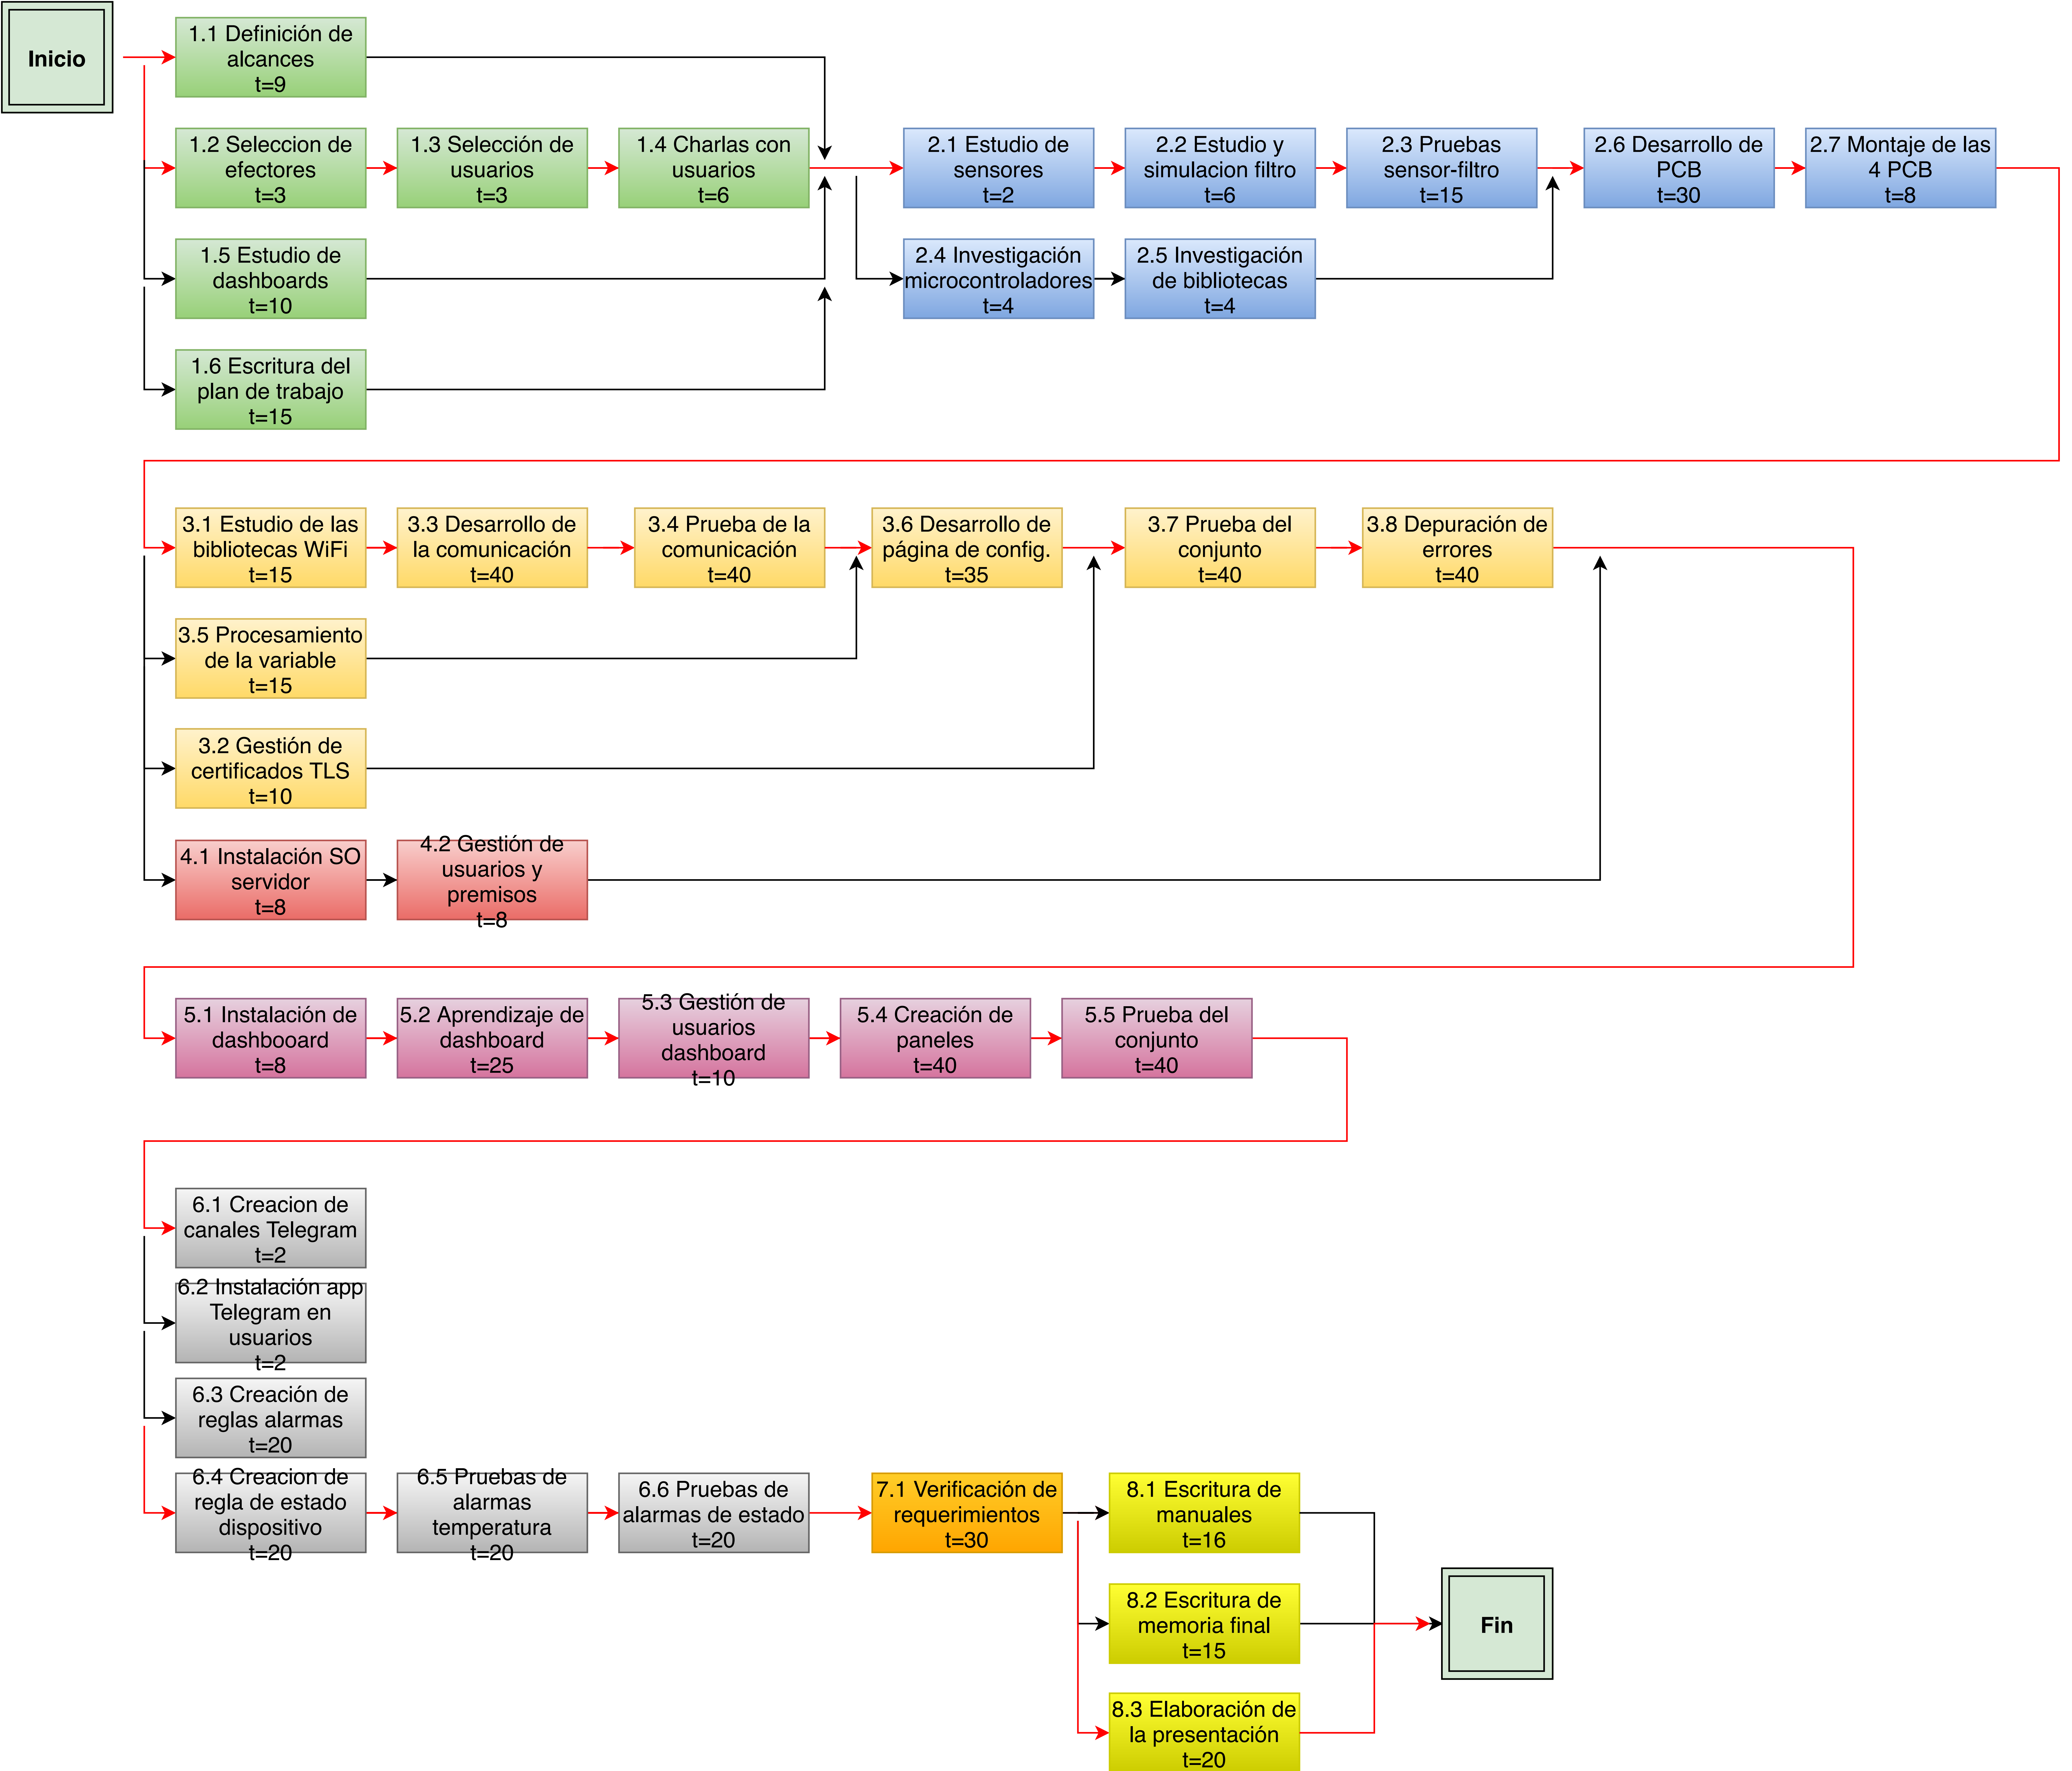 Inicio
1.1 Definición de
alcances
t=9
1.2 Seleccion de
efectores
t=3
1.3 Selección de
usuarios
t=3
1.4 Charlas con
usuarios
t=6
2.1 Estudio de
sensores
t=2
2.2 Estudio y
simulacion filtro
t=6
2.3 Pruebas
sensor-filtro
t=15
2.6 Desarrollo de
PCB
t=30
2.7 Montaje de las
4 PCB
t=8
1.5 Estudio de
dashboards
t=10
2.4 Investigación
microcontroladores
t=4
2.5 Investigación
de bibliotecas
t=4
1.6 Escritura del
plan de trabajo
t=15
3.1 Estudio de las
bibliotecas WiFi
t=15
3.3 Desarrollo de
la comunicación
t=40
3.4 Prueba de la
comunicación
t=40
3.6 Desarrollo de
página de config.
t=35
3.7 Prueba del
conjunto
t=40
3.8 Depuración de
errores
t=40
3.5 Procesamiento
de la variable
t=15
3.2 Gestión de
certificados TLS
t=10
4.1 Instalación SO
servidor
t=8
4.2 Gestión de
usuarios y
premisos
t=8
5.1 Instalación de
dashbooard
t=8
5.2 Aprendizaje de
dashboard
t=25
5.3 Gestión de
usuarios
dashboard
t=10
5.4 Creación de
paneles
t=40
5.5 Prueba del
conjunto
t=40
6.1 Creacion de
canales Telegram
t=2
6.2 Instalación app
Telegram en
usuarios
t=2
6.3 Creación de
reglas alarmas
t=20
6.4 Creacion de
regla de estado
dispositivo
t=20
6.5 Pruebas de
alarmas
temperatura
t=20
6.6 Pruebas de
alarmas de estado
t=20
7.1 Verificación de
requerimientos
t=30
8.1 Escritura de
manuales
t=16
8.2 Escritura de
memoria final
t=15
Fin
8.3 Elaboración de
la presentación
t=20